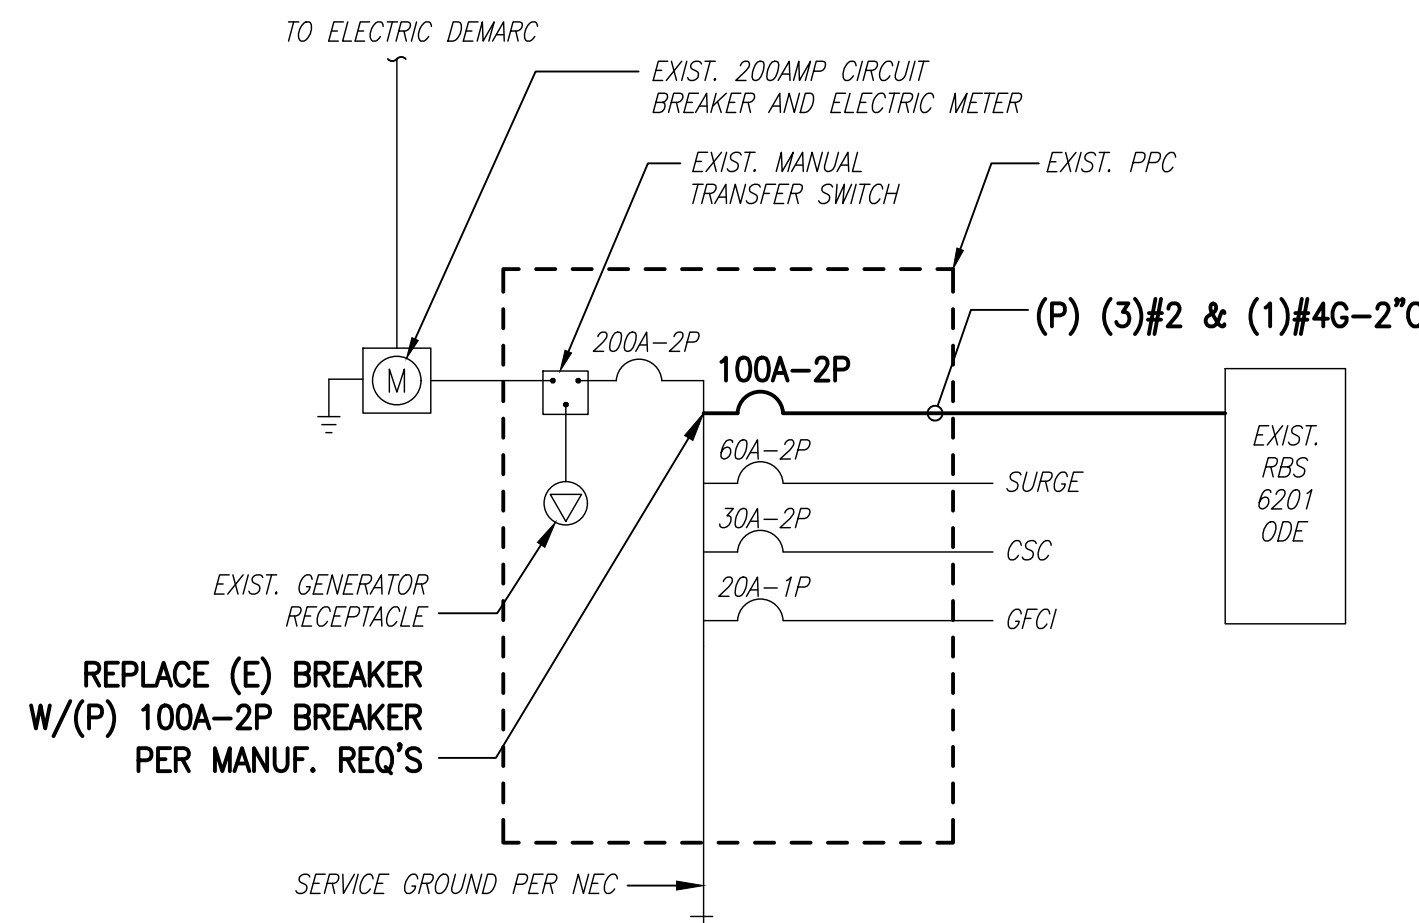 TO ELECTRIC DEMARC
EXIST. 200AMP CIRCUIT
BREAKER AND ELECTRIC METER
EXIST. MANUAL
TRANSFER SWITCH
EXIST. PPC
(P) (3)#2 & (1)#4G-2"C
200A-2P
100A-2P
M
60A-2P
SURGE
30A-2P
CSC
20A-1P
GFCI
EXIST.
RBS
6201
ODE
EXIST. GENERATOR
RECEPTACLE
REPLACE (E) BREAKER
W/(P) 100A-2P BREAKER
PER MANUF. REQ'S
SERVICE GROUND PER NEC